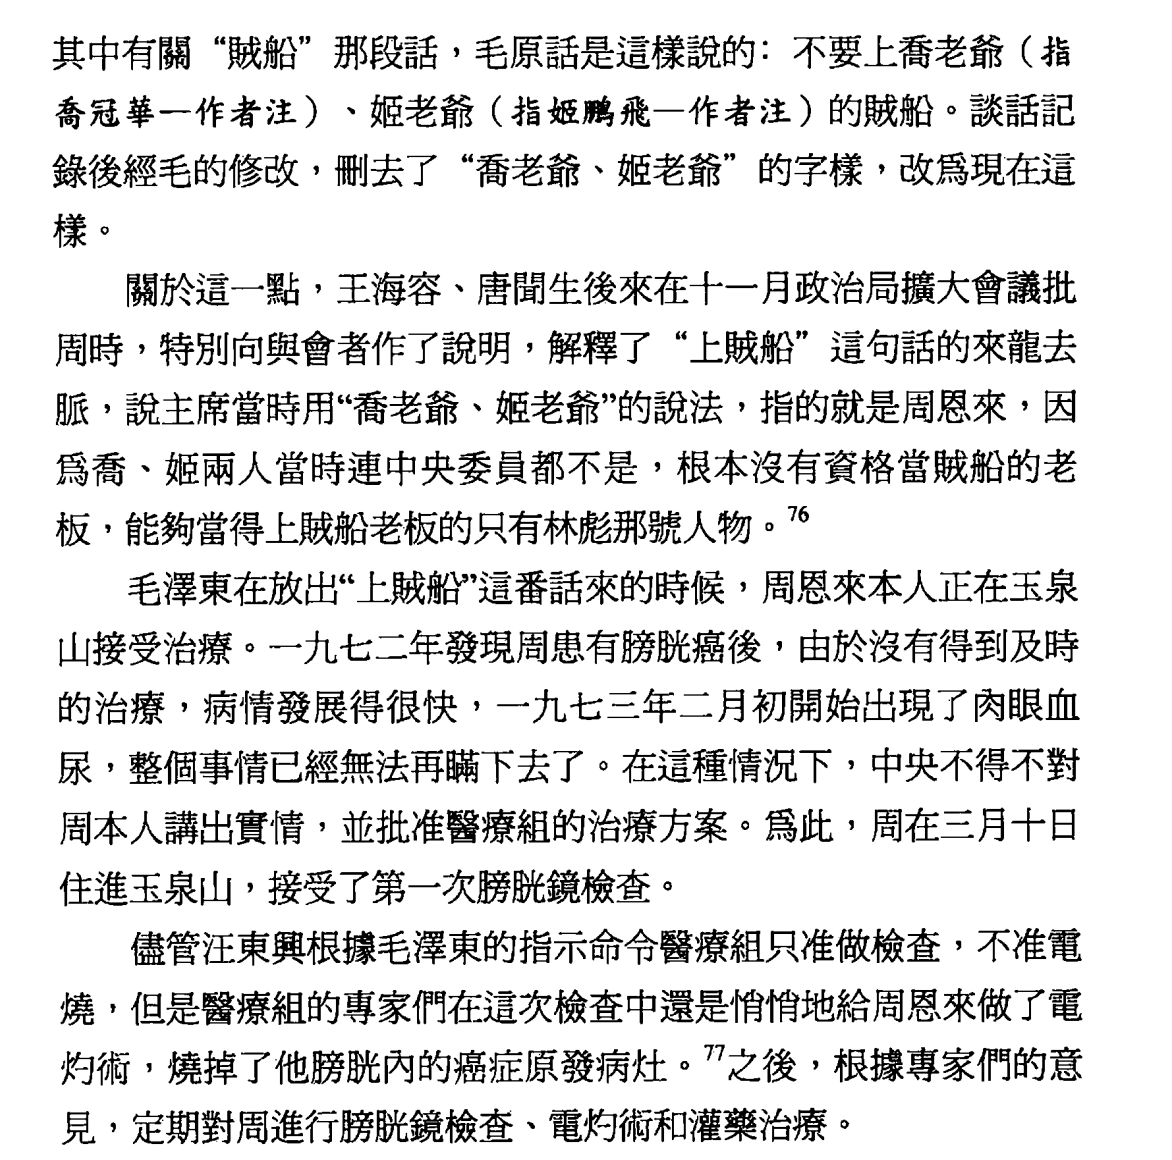 其中有關“賊船”那段話，毛原話是這樣說的：不要上喬老爺（指
喬冠華—作者注）、姬老爺（指姬鵬飛—作者注）的賊船。談話記
錄後經毛的修改，刪去了“喬老爺、姬老爺”的字樣，改爲現在這
樣。
關於這一點，王海容、唐聞生後來在十一月政治局擴大會議批
周時，特別向與會者作了說明，解釋了“上賊船”這句話的來龍去
脈，說主席當時用“喬老爺、姬老爺”的說法，指的就是周恩來，因
爲喬、姬兩人當時連中央委員都不是，根本沒有資格當賊船的老
板，能夠當得上賊船老板的只有林彪那號人物。76
毛澤東在放出“上賊船”這番話來的時候，周恩來本人正在玉泉
山接受治療。一九七二年發現周患有膀胱癌後，由於沒有得到及時
的治療，病情發展得很快，一九七三年二月初開始出現了肉眼血
尿，整個事情已經無法再瞞下去了。在這種情況下，中央不得不對
周本人講出實情，並批准醫療組的治療方案。爲此，周在三月十日
住進玉泉山，接受了第一次膀胱鏡檢查。
儘管汪東興根據毛澤東的指示命令醫療組只准做檢查，不准電
燒，但是醫療組的專家們在這次檢查中還是悄悄地給周恩來做了電
灼術，燒掉了他膀胱內的癌症原發病灶。77之後，根據專家們的意
見，定期對周進行膀胱鏡檢查、電灼術和灌藥治療。